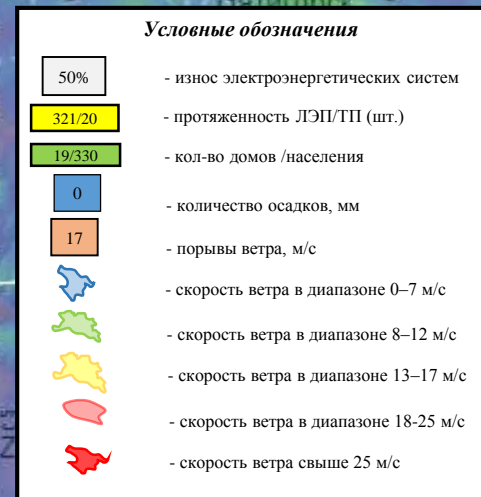 Условные обозначения
50% - износ электроэнергетических систем
321/20 - протяженность ЛЭП/ТП (шт.)
19/330 - кол-во домов /населения
0 - количество осадков, мм
17 - порывы ветра, м/с
- скорость ветра в диапазоне 0–7 м/с
- скорость ветра в диапазоне 8–12 м/с
- скорость ветра в диапазоне 13–17 м/с
- скорость ветра в диапазоне 18-25 м/с
- скорость ветра свыше 25 м/с